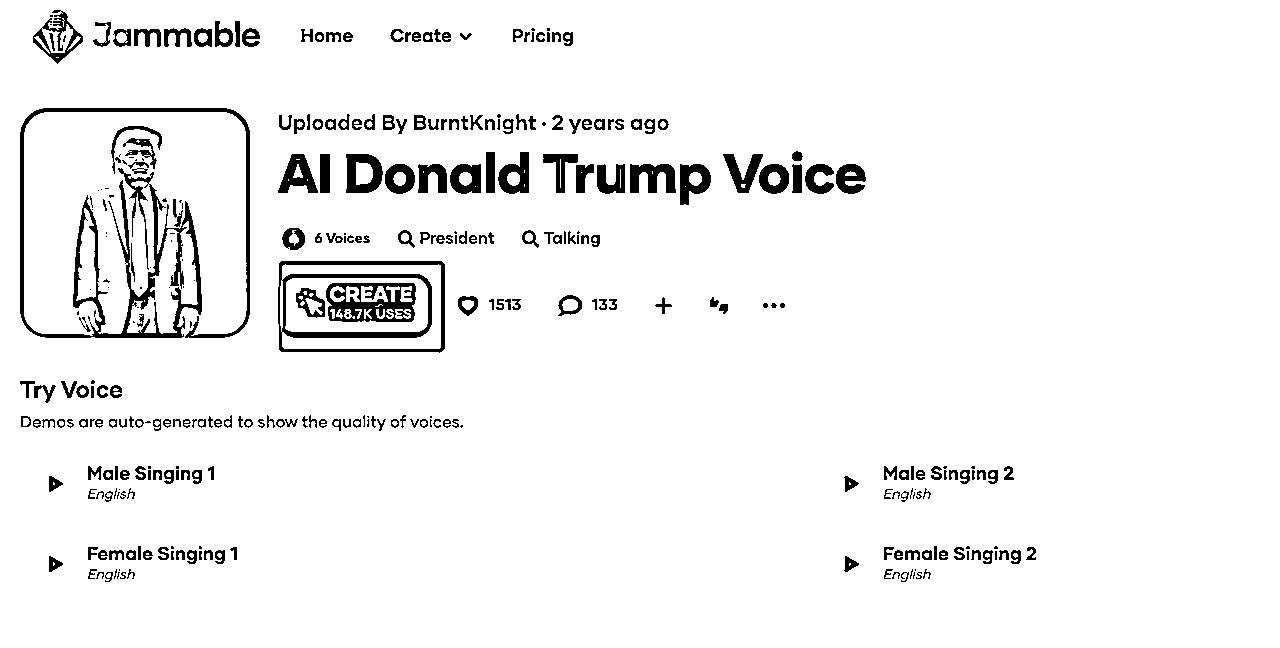 Jammable Home Create Pricing
Uploaded By BurntKnight · 2 years ago
AI Donald Trump Voice
6 Voices President Talking
CREATE
148.7K USES
1513 133
Try Voice
Demos are auto-generated to show the quality of voices.
Male Singing 1
English
Male Singing 2
English
Female Singing 1
English
Female Singing 2
English